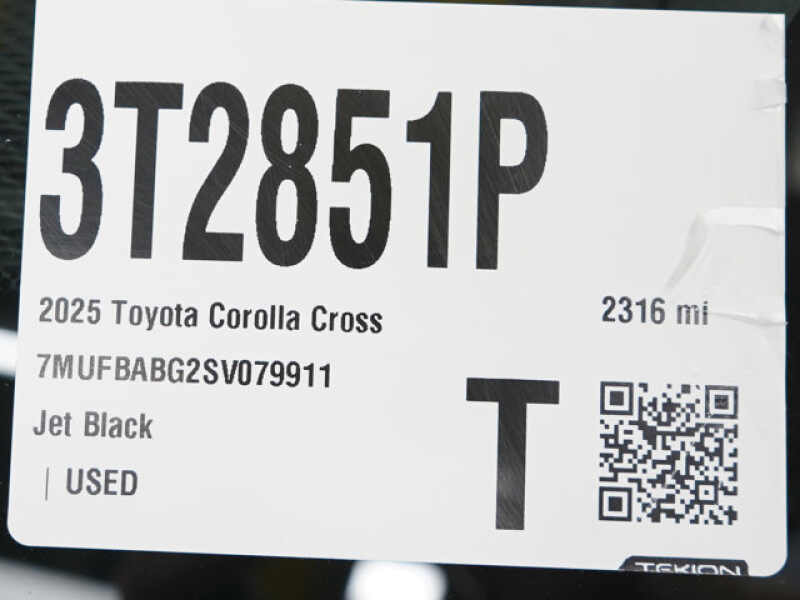 3T2851P
2025 Toyota Corolla Cross
2316 mi
7MUFBABG2SV079911
Jet Black
| USED
T
TEKION